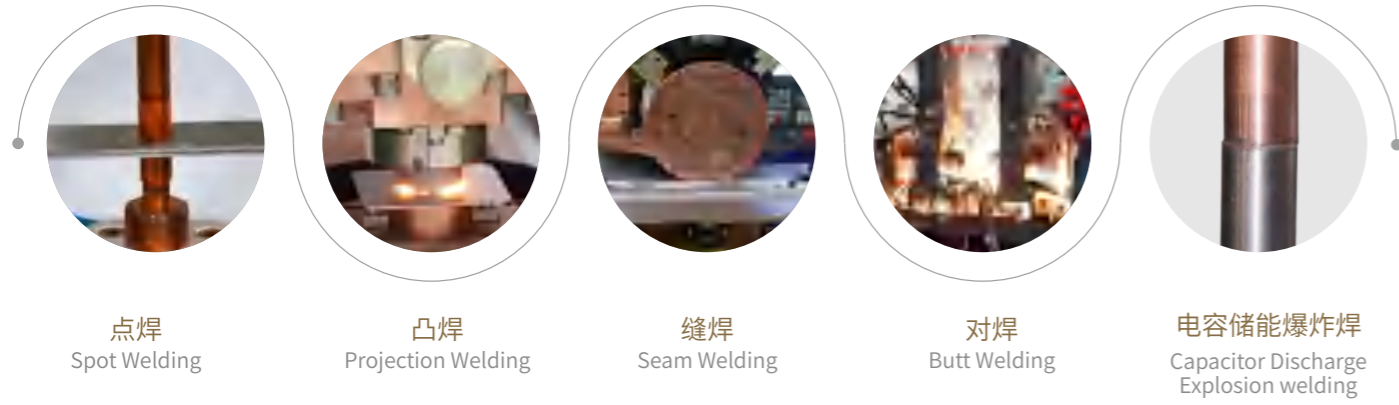 点焊
Spot Welding
凸焊
Projection Welding
缝焊
Seam Welding
对焊
Butt Welding
电容储能爆炸焊
Capacitor Discharge
Explosion welding